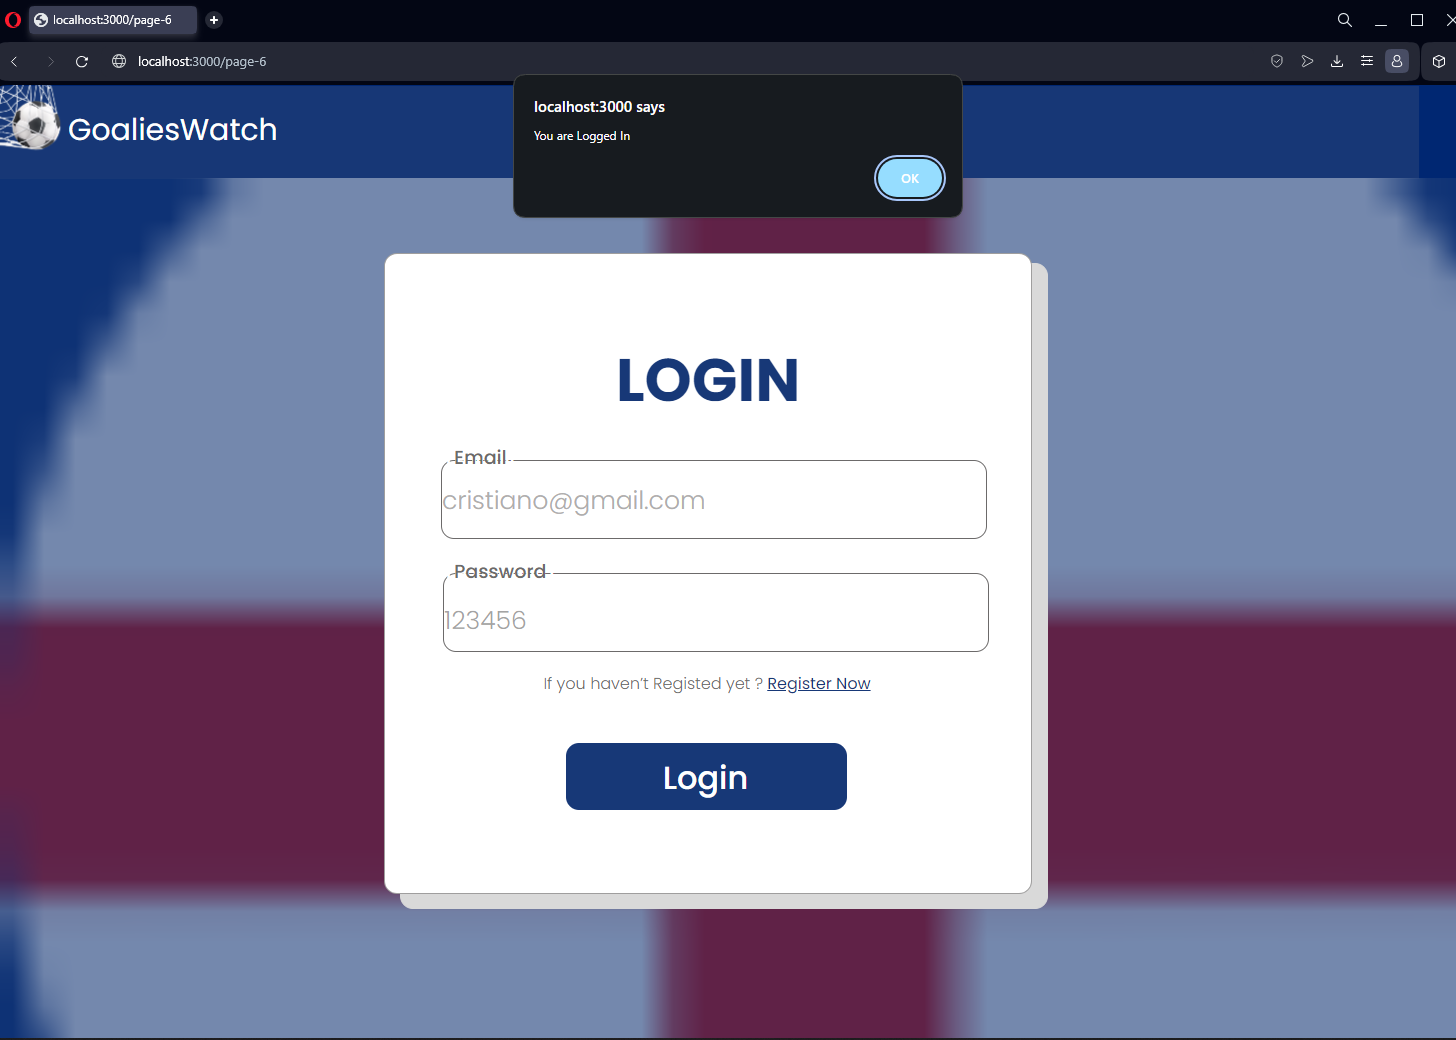 localhost:3000/page-6
localhost:3000/page-6
GoaliesWatch
localhost:3000 says
You are Logged In
OK
LOGIN
Email
cristiano@gmail.com
Password
123456
If you haven’t Registed yet ? Register Now
Login